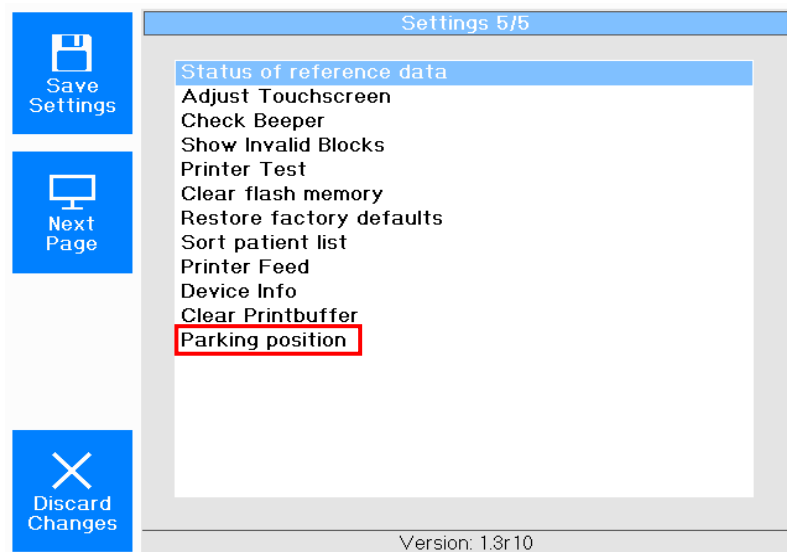 Settings 5/5
Save
Settings
Next
Page
Discard
Changes
Status of reference data
Adjust Touchscreen
Check Beeper
Show Invalid Blocks
Printer Test
Clear flash memory
Restore factory defaults
Sort patient list
Printer Feed
Device Info
Clear Printbuffer
Parking position
Version: 1.3r10